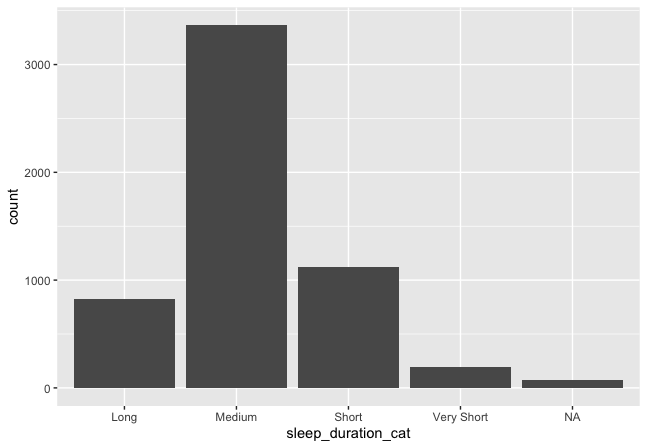 3000
2000
1000
0
count
Long Medium Short Very Short NA
sleep_duration_cat